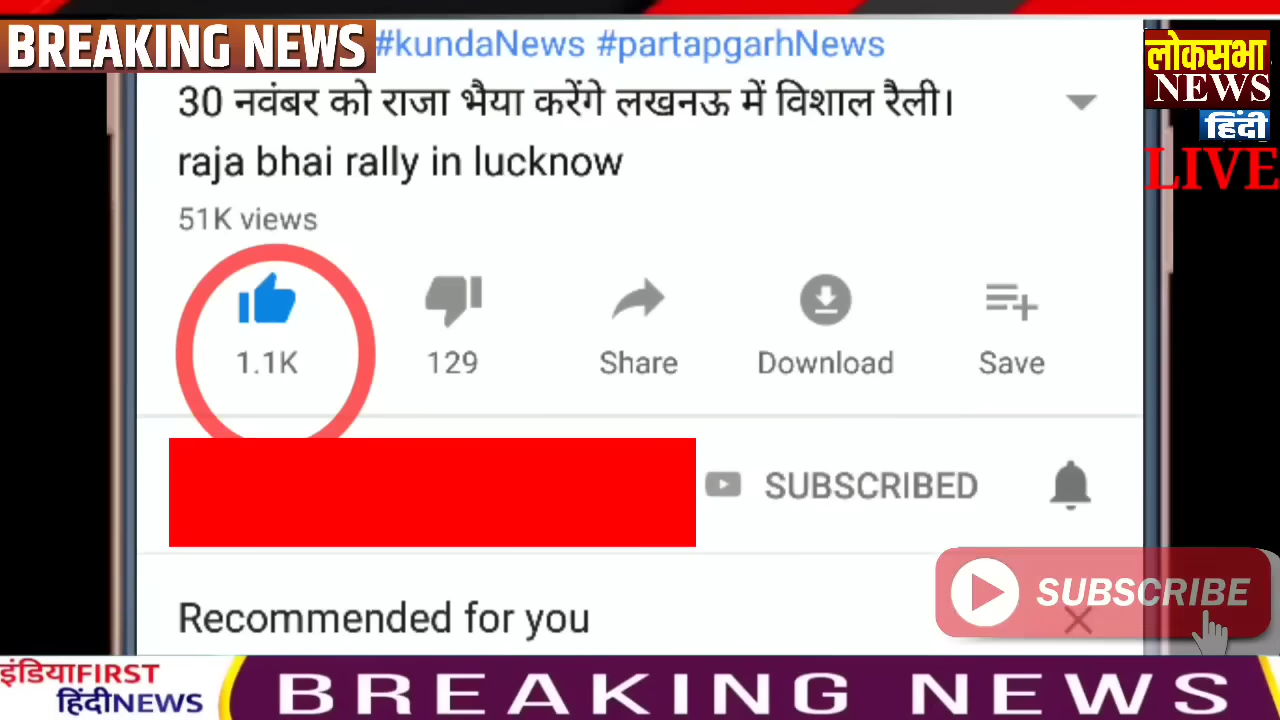 BREAKING NEWS
#kundaNews #partapgarhNews
लोकसभा
NEWS
हिंदी
LIVE
30 नवंबर को राजा भैया करेंगे लखनऊ में विशाल रैली।
raja bhai rally in lucknow
51K views
1.1K
129
Share
Download
Save
SUBSCRIBED
SUBSCRIBE
Recommended for you
इंडियाFIRST
हिंदीNEWS
BREAKING NEWS